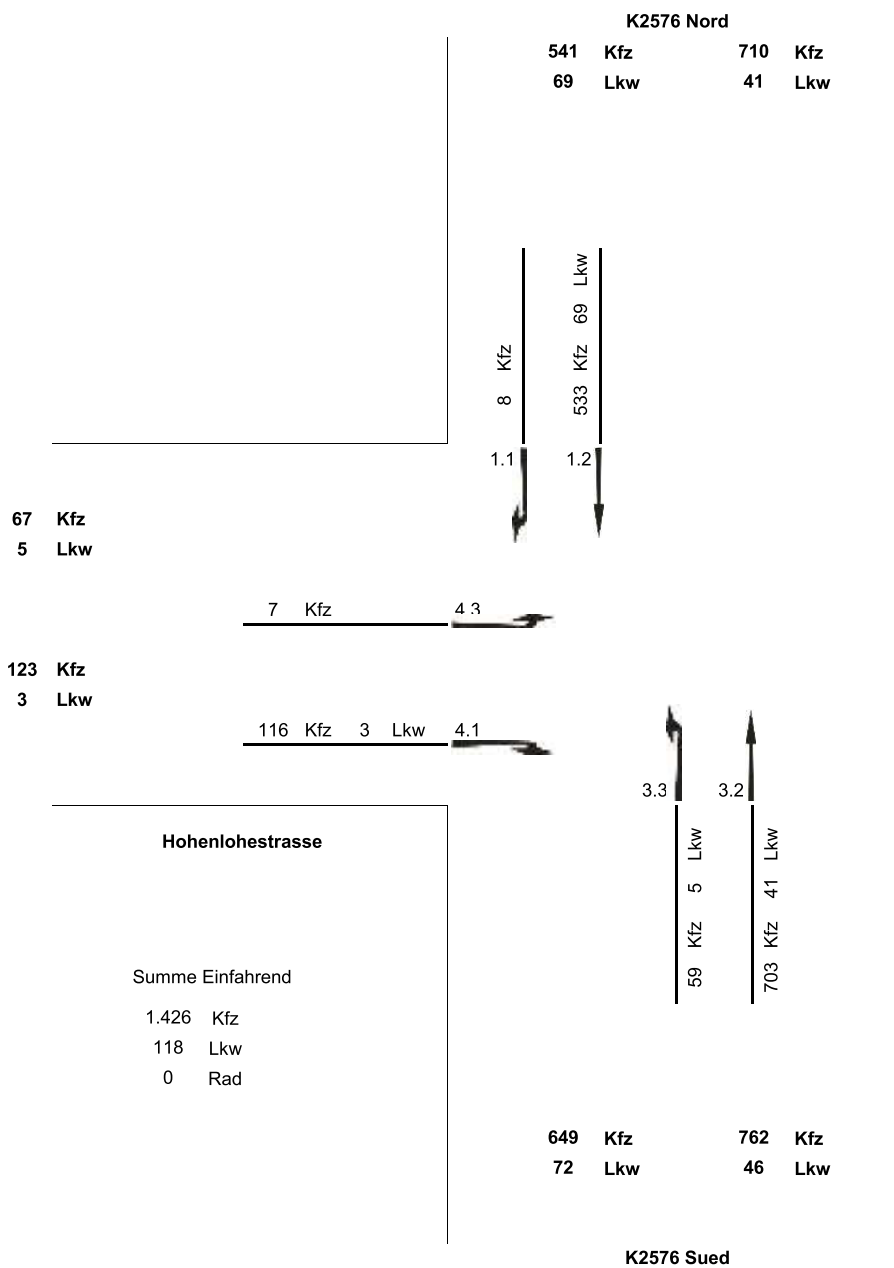 K2576 Nord
541 Kfz 710 Kfz
69 Lkw 41 Lkw
8 Kfz
533 Kfz 69 Lkw
1.1 1.2
67 Kfz
5 Lkw
7 Kfz 4.3
123 Kfz
3 Lkw
116 Kfz 3 Lkw 4.1
3.3 3.2
59 Kfz 5 Lkw
703 Kfz 41 Lkw
Hohenlohestrasse
Summe Einfahrend
1.426 Kfz
118 Lkw
0 Rad
649 Kfz 762 Kfz
72 Lkw 46 Lkw
K2576 Sued